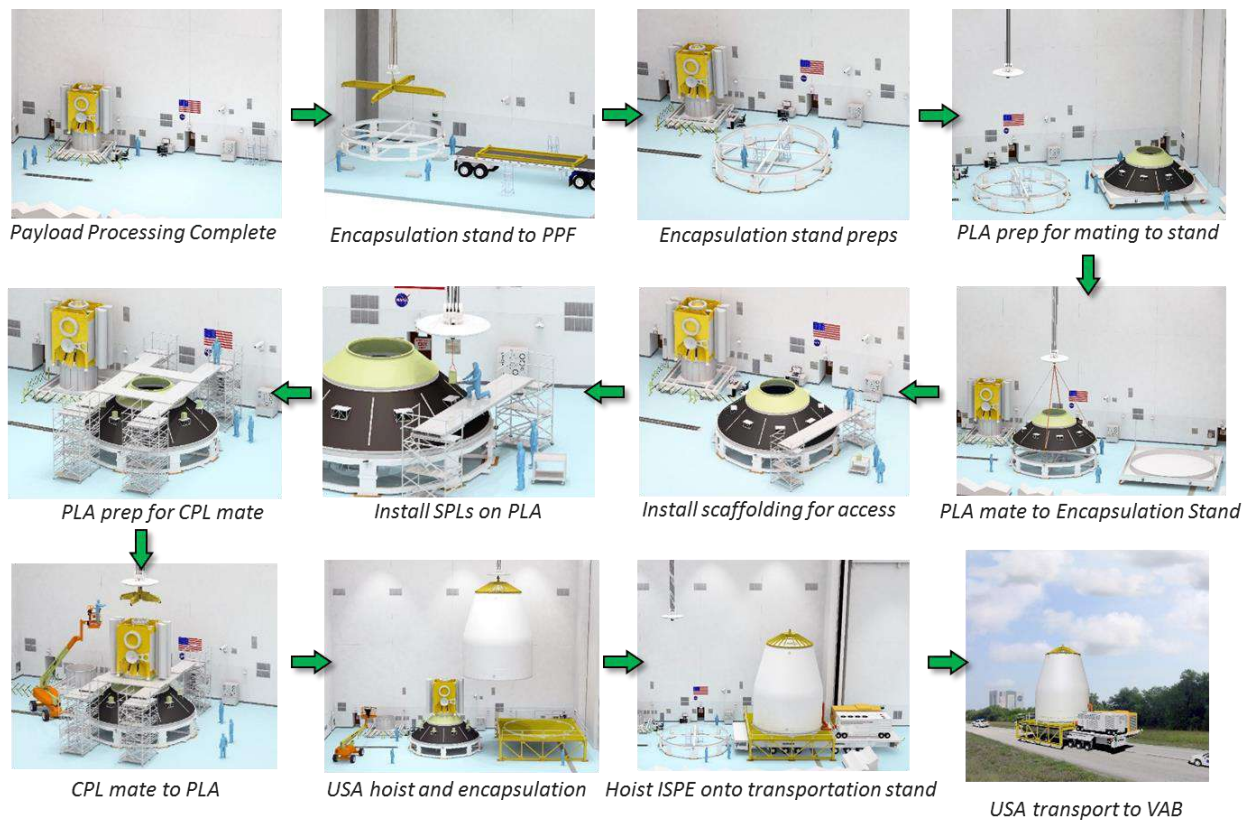 Payload Processing Complete
Encapsulation stand to PPF
Encapsulation stand preps
PLA prep for mating to stand
PLA mate to Encapsulation Stand
Install scaffolding for access
Install SPLs on PLA
PLA prep for CPL mate
CPL mate to PLA
USA hoist and encapsulation
Hoist ISPE onto transportation stand
USA transport to VAB